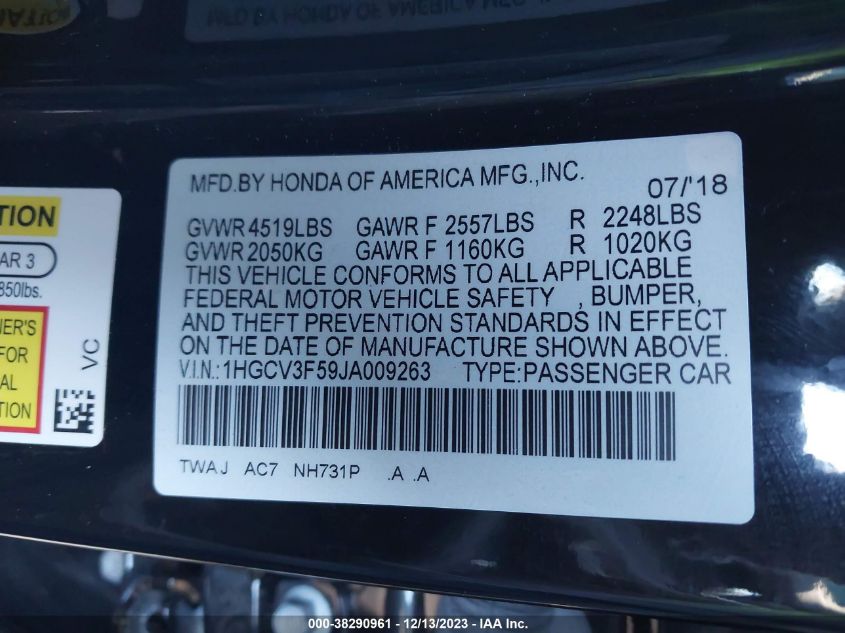 MFD.BY HONDA OF AMERICA MFG.,INC.
07/'18
GVWR 4519LBS GAWR F 2557LBS R 2248LBS
GVWR 2050KG GAWR F 1160KG R 1020KG
THIS VEHICLE CONFORMS TO ALL APPLICABLE
FEDERAL MOTOR VEHICLE SAFETY , BUMPER,
AND THEFT PREVENTION STANDARDS IN EFFECT
ON THE DATE OF MANUFACTURE SHOWN ABOVE.
V.I.N.:1HGCV3F59JA009263 TYPE:PASSENGER CAR
TWAJ AC7 NH731P .A .A
TION
AR 3
850lbs.
NER'S
FOR
AL
TION
VC
000-38290961 - 12/13/2023 - IAA Inc.